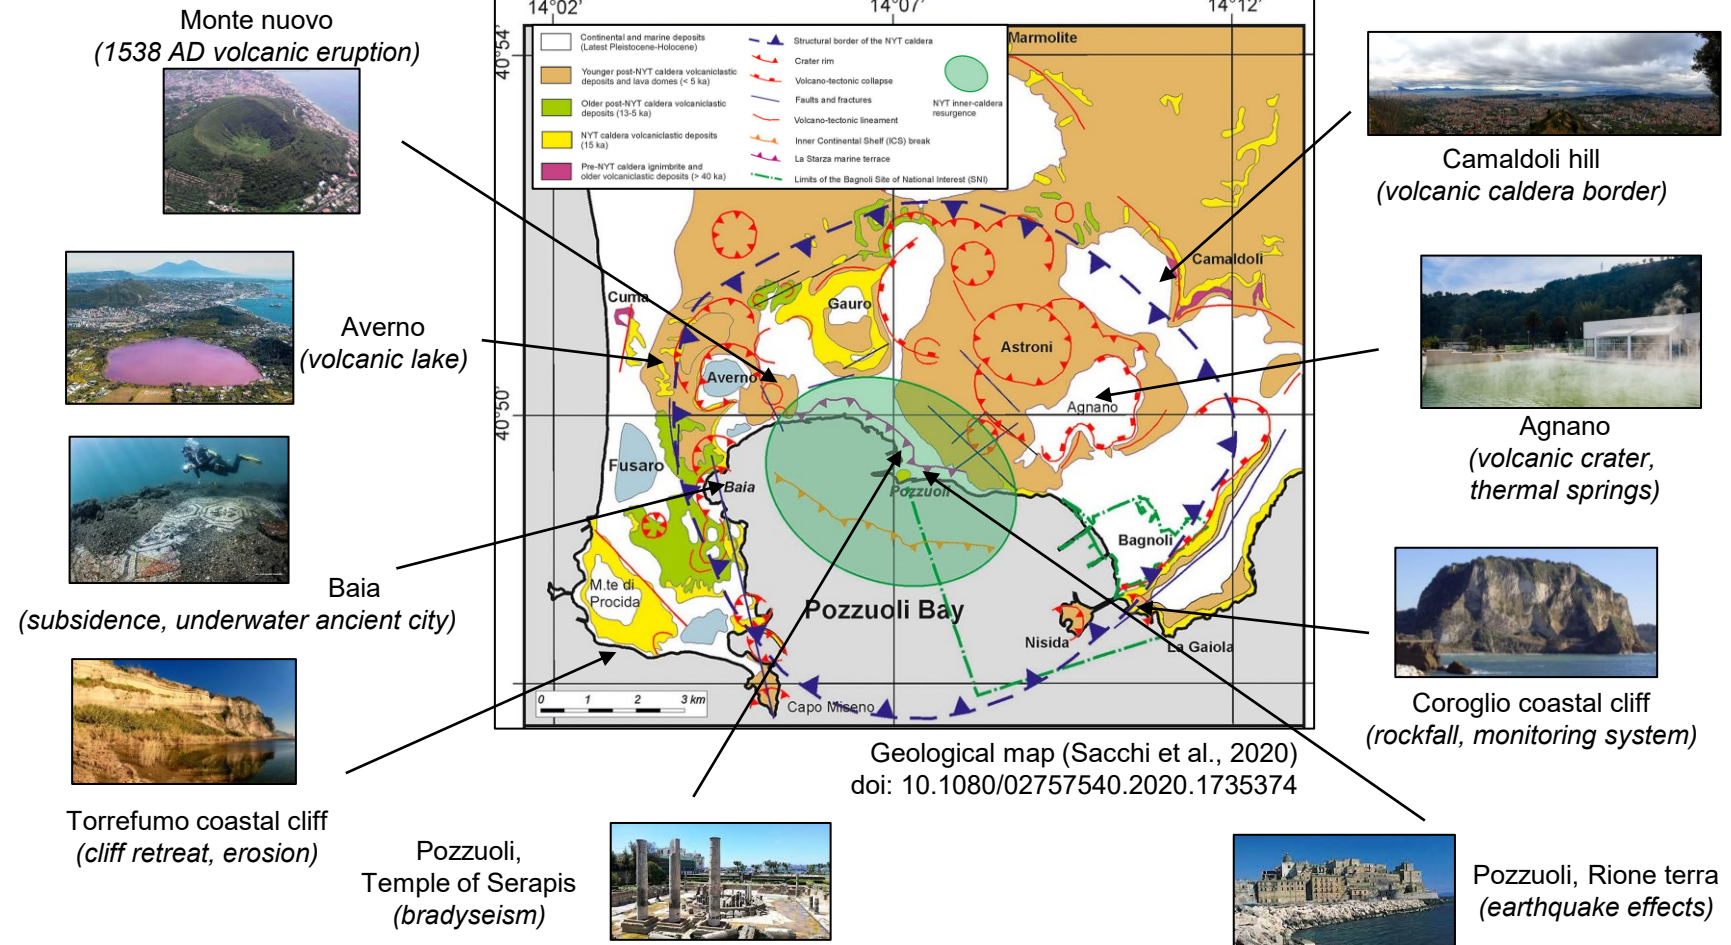 Monte nuovo
(1538 AD volcanic eruption)
Averno
(volcanic lake)
Baia
(subsidence, underwater ancient city)
Torrefumo coastal cliff
(cliff retreat, erosion)
Pozzuoli,
Temple of Serapis
(bradyseism)
14°02’
14°07’
14°12’
40°54’
40°50’
Continental and marine deposits
(Latest Pleistocene-Holocene)
Younger post-NYT caldera volcaniclastic
deposits and lava domes (< 5 ka)
Older post-NYT caldera volcaniclastic
deposits (13-5 ka)
NYT caldera volcaniclastic deposits
(15 ka)
Pre-NYT caldera ignimbrite and
older volcaniclastic deposits (> 40 ka)
Structural border of the NYT caldera
Crater rim
Volcano-tectonic collapse
Faults and fractures
Volcano-tectonic lineament
Inner Continental Shelf (ICS) break
La Starza marine terrace
Limits of the Bagnoli Site of National Interest (SNI)
NYT inner-caldera
resurgence
Marmolite
Camaldoli
Cuma
Gauro
Astroni
Averno
Agnano
Fusaro
Baia
Pozzuoli
Bagnoli
M.te di
Procida
Pozzuoli Bay
Nisida
La Gaiola
Capo Miseno
0 1 2 3 km
Geological map (Sacchi et al., 2020)
doi: 10.1080/02757540.2020.1735374
Camaldoli hill
(volcanic caldera border)
Agnano
(volcanic crater,
thermal springs)
Coroglio coastal cliff
(rockfall, monitoring system)
Pozzuoli, Rione terra
(earthquake effects)